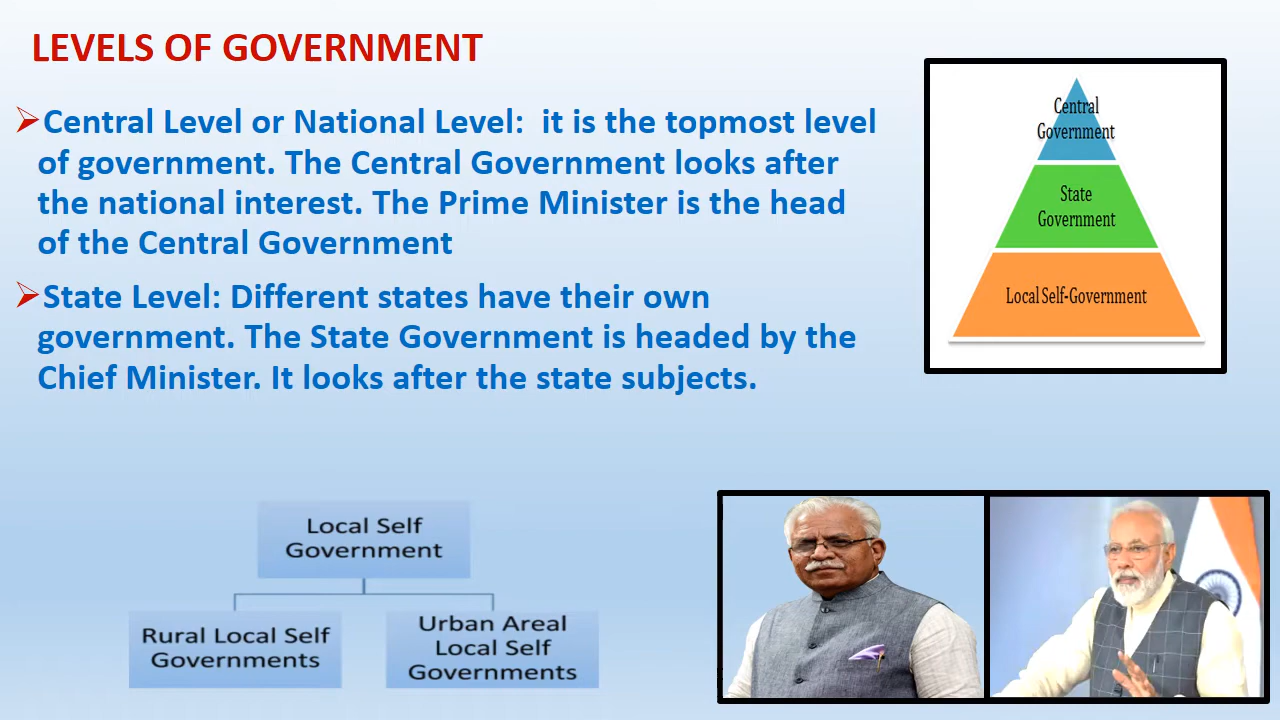 LEVELS OF GOVERNMENT
➢Central Level or National Level:  it is the topmost level
of government. The Central Government looks after
the national interest. The Prime Minister is the head
of the Central Government
➢State Level: Different states have their own
government. The State Government is headed by the
Chief Minister. It looks after the state subjects.
Central
Government
State
Government
Local Self-Government
Local Self
Government
Rural Local Self
Governments
Urban Areal
Local Self
Governments